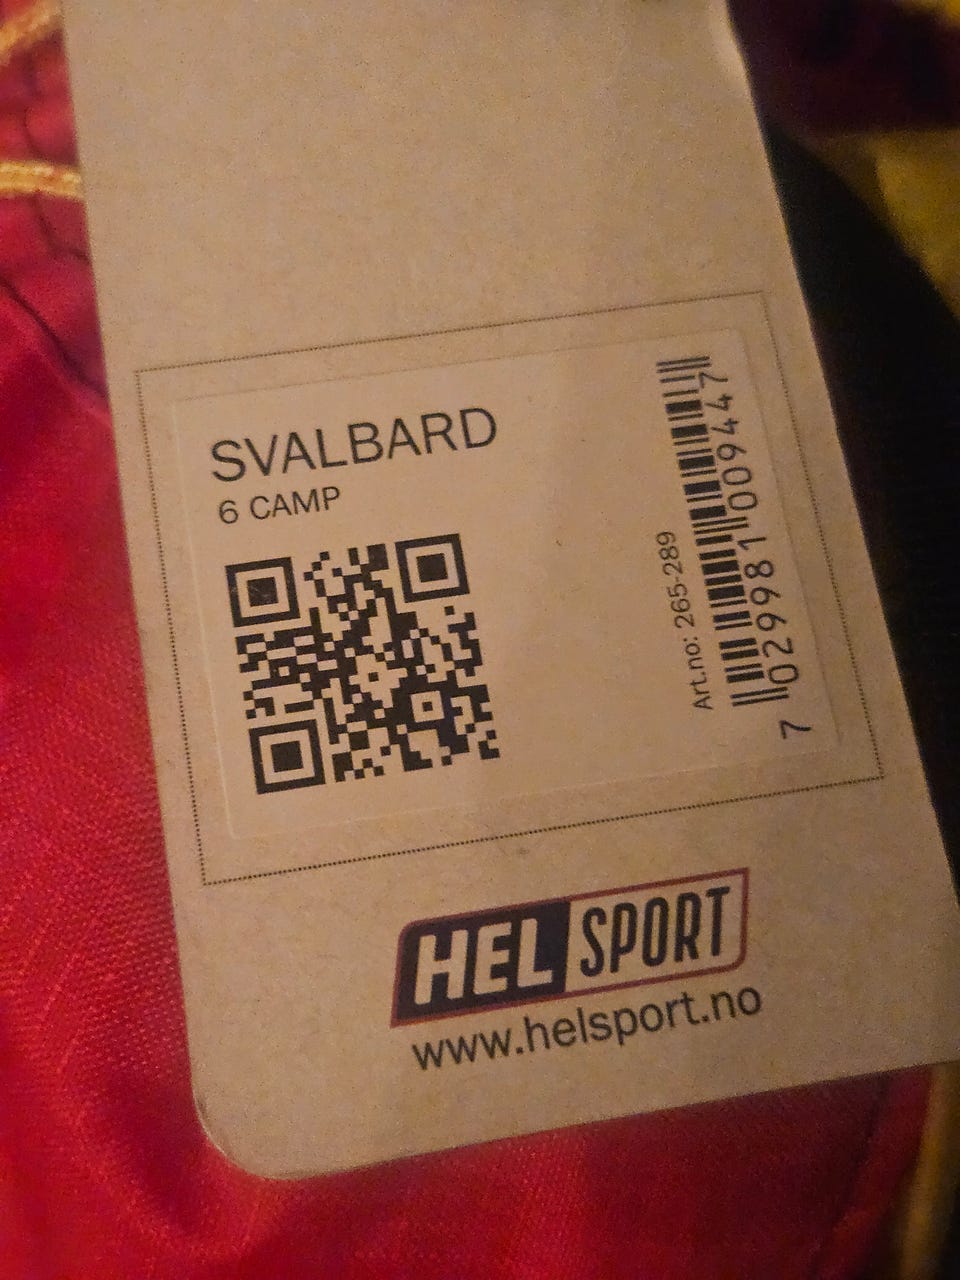 SVALBARD
6 CAMP
Art.no: 265-289
7 029981 009447
HEL SPORT
www.helsport.no